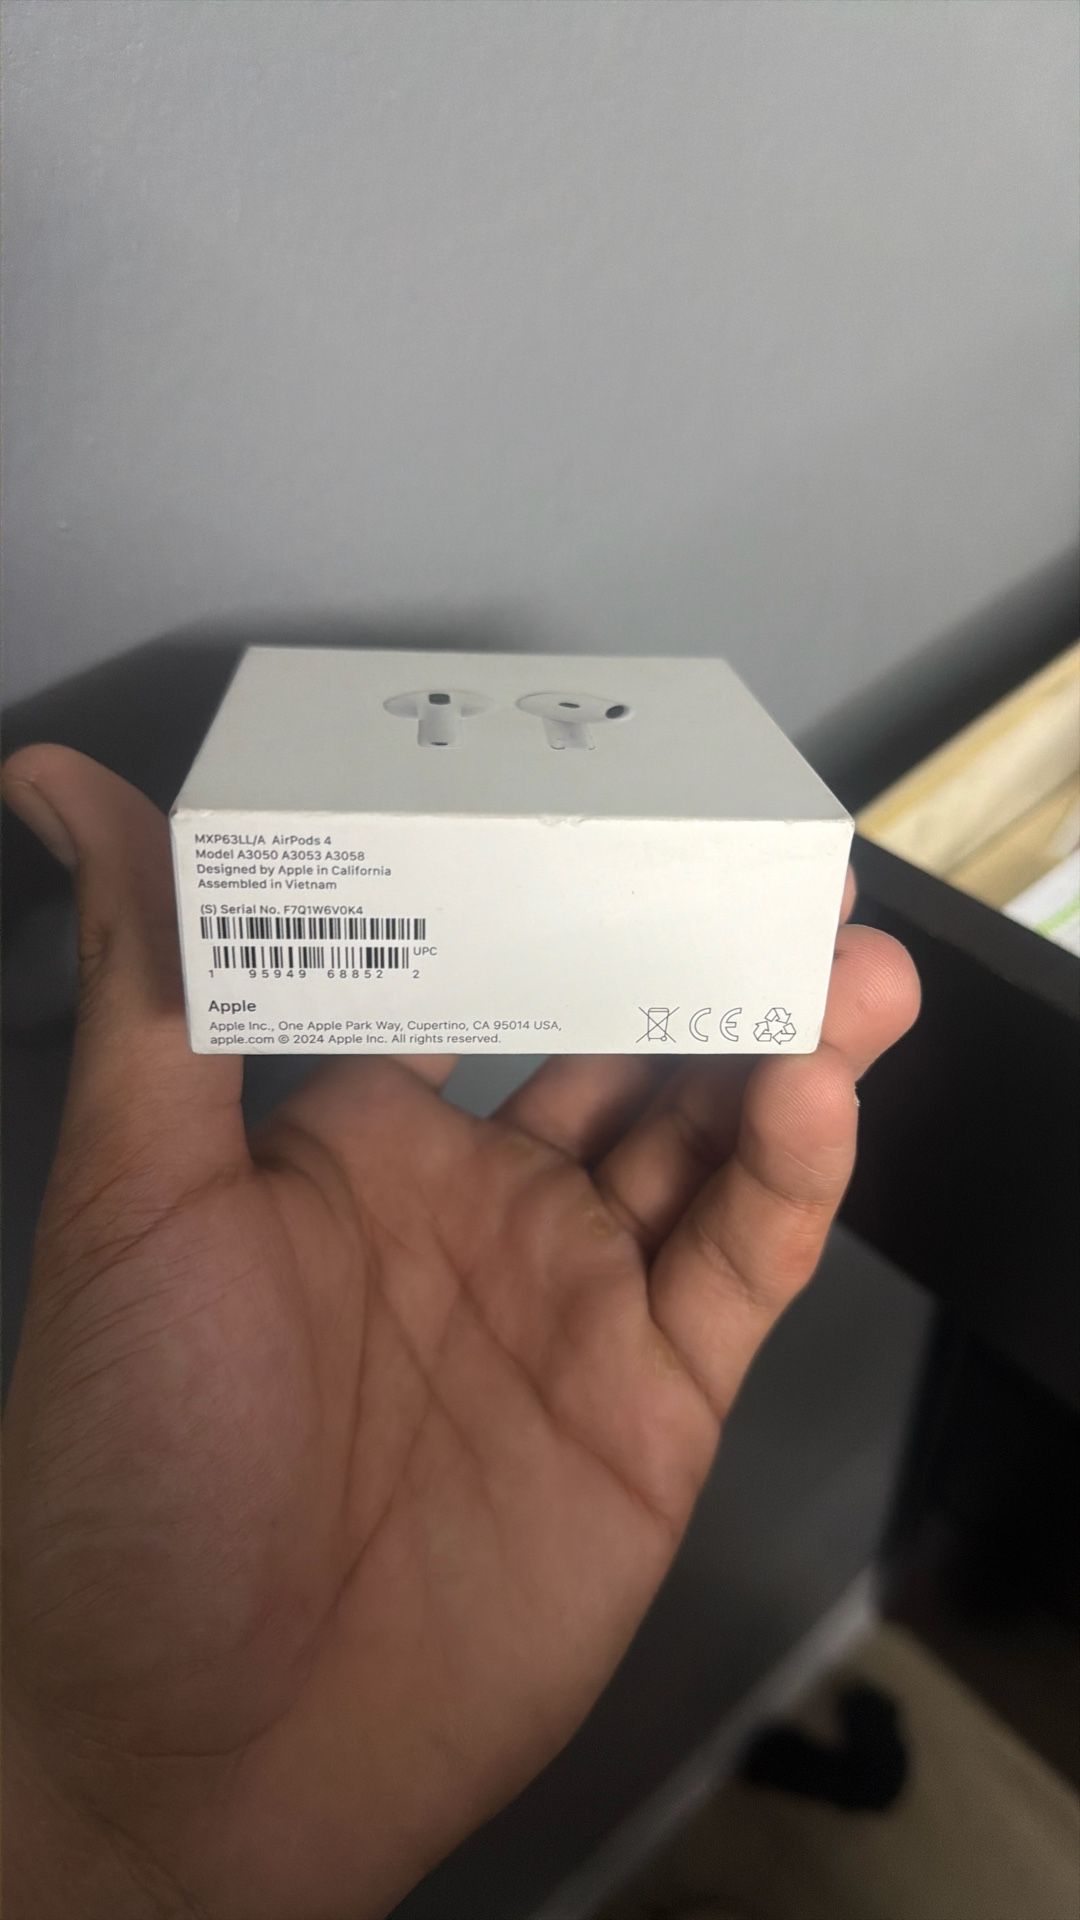 MXP63LL/A AirPods 4
Model A3050 A3053 A3058
Designed by Apple in California
Assembled in Vietnam
(S) Serial No. F7Q1W6V0K4
UPC
1 95949 68852 2
Apple
Apple Inc., One Apple Park Way, Cupertino, CA 95014 USA,
apple.com © 2024 Apple Inc. All rights reserved.
CE